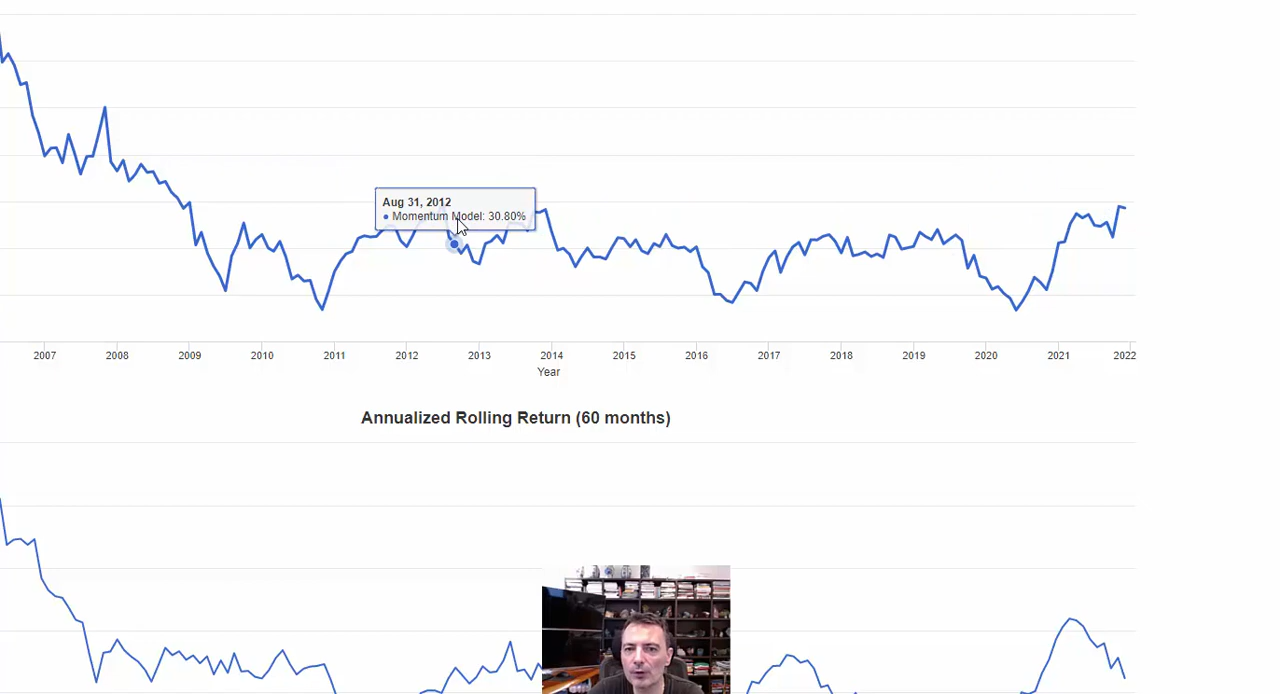 Aug 31, 2012
Momentum Model: 30.80%
2007 2008 2009 2010 2011 2012 2013 2014 2015 2016 2017 2018 2019 2020 2021 2022
Year
Annualized Rolling Return (60 months)